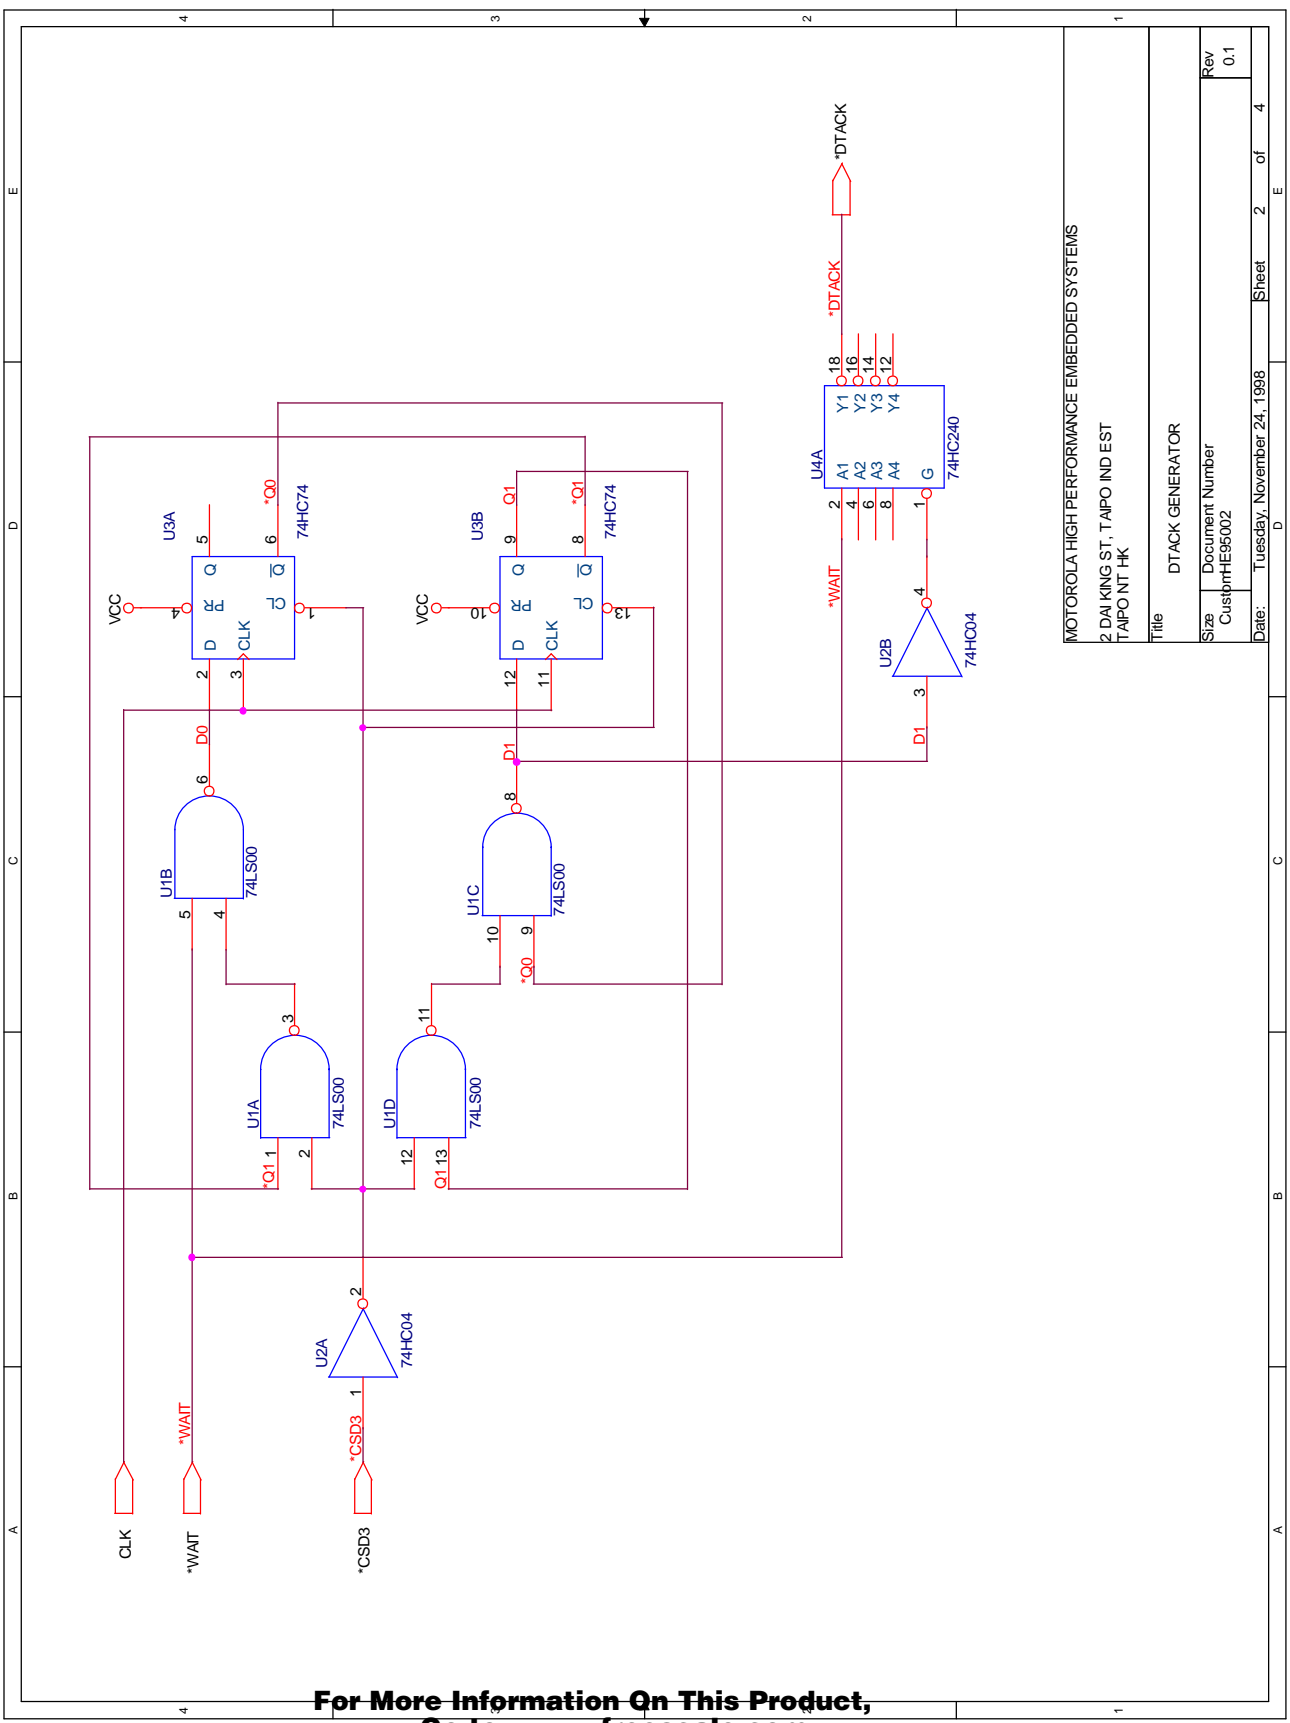 CLK
*WAIT
*CSD3
*WAIT
*CSD3
1
U2A
2
74HC04
*Q1
1
2
U1A
3
74LS00
12
Q1
13
U1D
11
74LS00
5
4
U1B
6
74LS00
D0
10
9
*Q0
U1C
8
74LS00
D1
VCC
U3A
4
2
D
PR
Q
5
3
CLK
CL
Q
6
*Q0
1
74HC74
VCC
U3B
10
12
D
PR
Q
9
Q1
11
CLK
CL
Q
8
*Q1
13
74HC74
D1
3
U2B
4
74HC04
*WAIT
U4A
2
A1
Y1
18
4
A2
Y2
16
6
A3
Y3
14
8
A4
Y4
12
1
G
74HC240
*DTACK
*DTACK
MOTOROLA HIGH PERFORMANCE EMBEDDED SYSTEMS
2 DAI KING ST, TAIPO IND EST
TAIPO NT HK
Title
DTACK GENERATOR
Size
Document Number
Rev
Custom
HE95002
0.1
Date:
Tuesday, November 24, 1998
Sheet
2
of
4
A
B
C
D
E
A
B
C
D
E
4
3
2
1
4
1
For More Information On This Product,